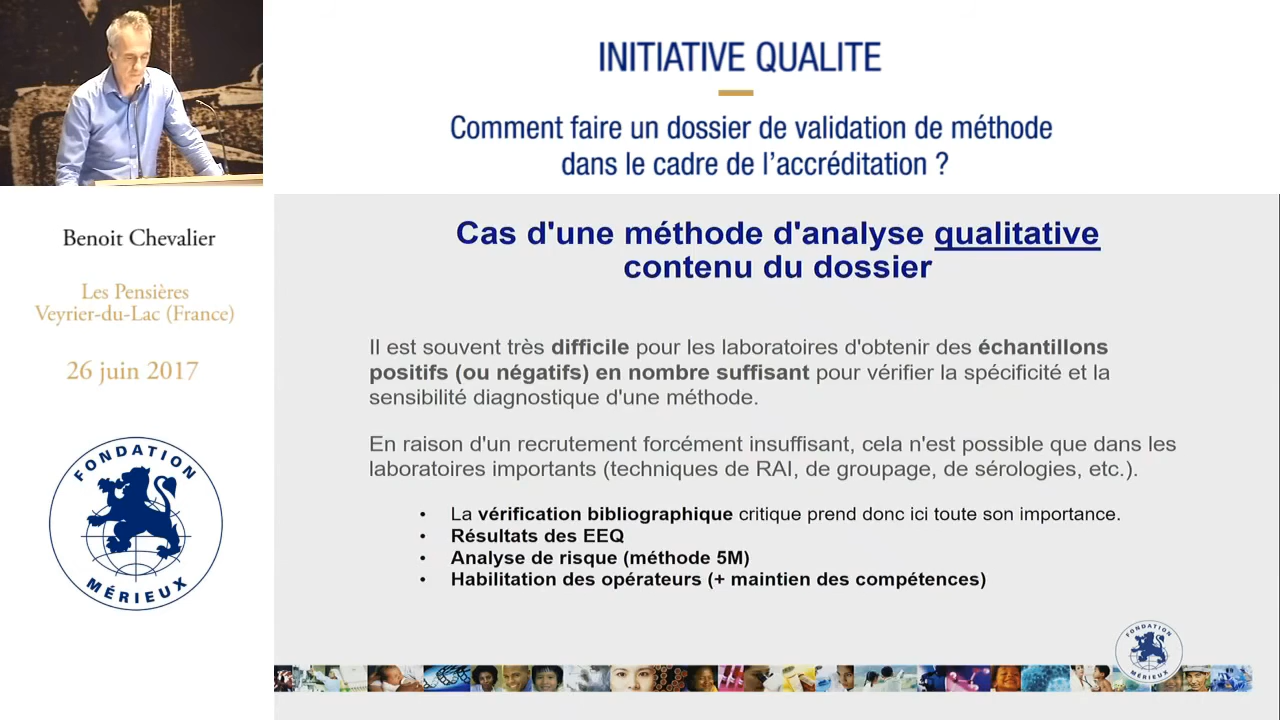 INITIATIVE QUALITE
Comment faire un dossier de validation de méthode
dans le cadre de l'accréditation ?
Benoit Chevalier
Les Pensières
Veyrier-du-Lac (France)
26 juin 2017
FONDATION
MÉRIEUX
Cas d'une méthode d'analyse qualitative
contenu du dossier
Il est souvent très difficile pour les laboratoires d'obtenir des échantillons
positifs (ou négatifs) en nombre suffisant pour vérifier la spécificité et la
sensibilité diagnostique d'une méthode.
En raison d'un recrutement forcément insuffisant, cela n'est possible que dans les
laboratoires importants (techniques de RAI, de groupage, de sérologies, etc.).
• La vérification bibliographique critique prend donc ici toute son importance.
• Résultats des EEQ
• Analyse de risque (méthode 5M)
• Habilitation des opérateurs (+ maintien des compétences)
FONDATION
MÉRIEUX